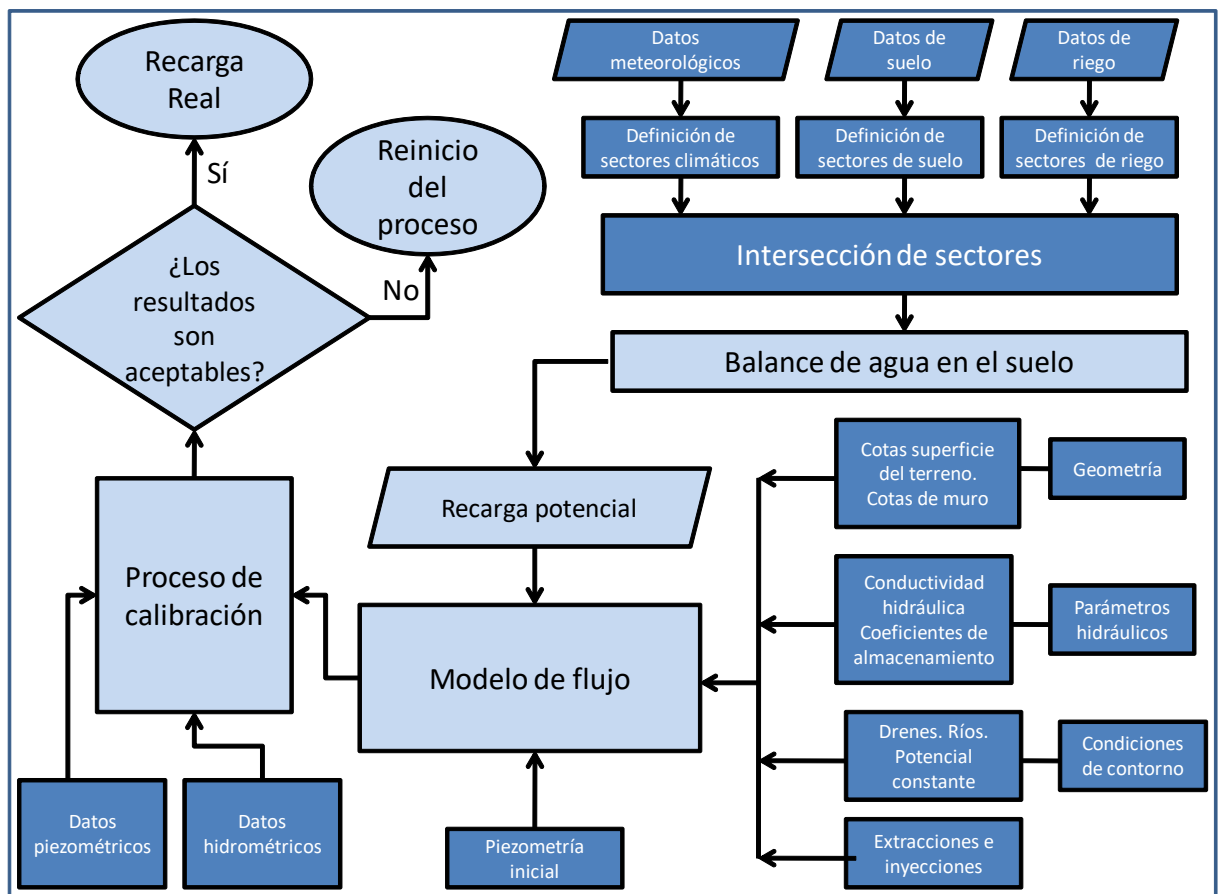 Recarga
Real
Sí
Reinicio
del
proceso
¿Los
resultados
son
aceptables?
No
Datos
meteorológicos
Datos de
suelo
Datos de
riego
Definición de
sectores climáticos
Definición de
sectores de suelo
Definición de
sectores de riego
Intersección de sectores
Balance de agua en el suelo
Recarga potencial
Cotas superficie
del terreno.
Cotas de muro
Geometría
Conductividad
hidráulica
Coeficientes de
almacenamiento
Parámetros
hidráulicos
Proceso de
calibración
Modelo de flujo
Drenes. Ríos.
Potencial
constante
Condiciones
de contorno
Datos
piezométricos
Datos
hidrométricos
Piezometría
inicial
Extracciones e
inyecciones